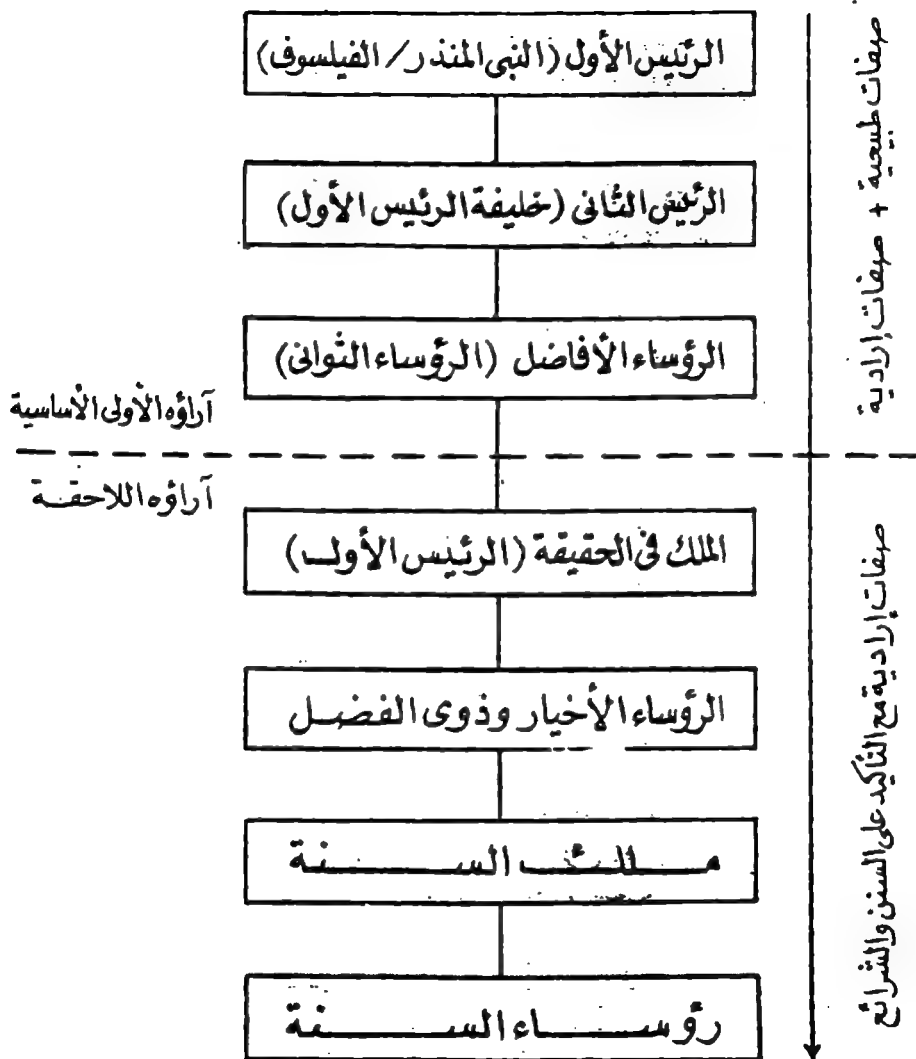 الرئيس الأول (النبى المنذر / الفيلسوف)
الرئيس الثانى (خليفة الرئيس الأول)
الرؤساء الأفاضل (الرؤساء الثوانى)
صفات طبيعية + صفات إرادية
آراؤه الأولى الأساسية
آراؤه اللاحقة
الملك فى الحقيقة (الرئيس الأول)
الرؤساء الأخيار وذوى الفضل
ملك السنة
رؤساء السنة
صفات إرادية مع التأكيد على السنن والشرائع